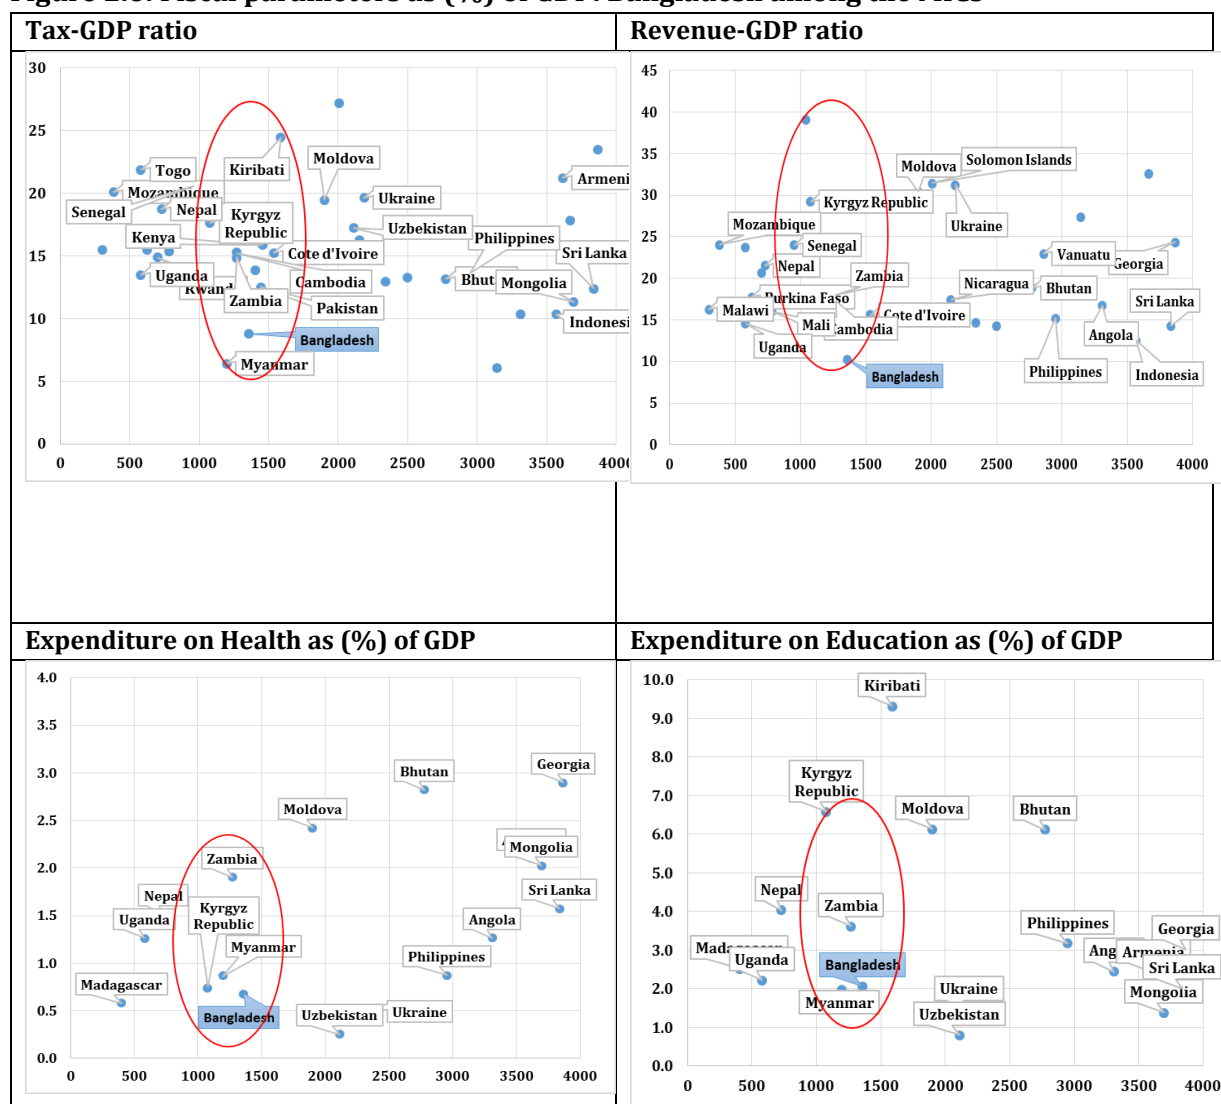 Tax-GDP ratio
Revenue-GDP ratio
30
25
20
15
10
5
0
0 500 1000 1500 2000 2500 3000 3500 4000
Togo
Mozambique
Senegal
Nepal
Kenya
Uganda
Kiribati
Kyrgyz
Republic
Moldova
Ukraine
Uzbekistan
Cote d'Ivoire
Cambodia
Zambia
Pakistan
Bangladesh
Myanmar
Philippines
Sri Lanka
Mongolia
45
40
35
30
25
20
15
10
5
0
0 500 1000 1500 2000 2500 3000 3500 4000
Moldova
Solomon Islands
Kyrgyz Republic
Ukraine
Mozambique
Senegal
Nepal
Vanuatu
Georgia
Zambia
Nicaragua
Bhutan
Burkina Faso
Malawi
Mali
Cote d'Ivoire
Uganda
Sri Lanka
Angola
Philippines
Indonesia
Bangladesh
Expenditure on Health as (%) of GDP
Expenditure on Education as (%) of GDP
4.0
3.5
3.0
2.5
2.0
1.5
1.0
0.5
0.0
0 500 1000 1500 2000 2500 3000 3500 4000
Georgia
Bhutan
Moldova
Mongolia
Zambia
Nepal
Uganda
Kyrgyz
Republic
Myanmar
Sri Lanka
Angola
Philippines
Madagascar
Bangladesh
Uzbekistan
Ukraine
10.0
9.0
8.0
7.0
6.0
5.0
4.0
3.0
2.0
1.0
0.0
0 500 1000 1500 2000 2500 3000 3500 4000
Kiribati
Kyrgyz
Republic
Moldova
Bhutan
Nepal
Zambia
Philippines
Georgia
Armenia
Uganda
Bangladesh
Sri Lanka
Myanmar
Ukraine
Mongolia
Uzbekistan